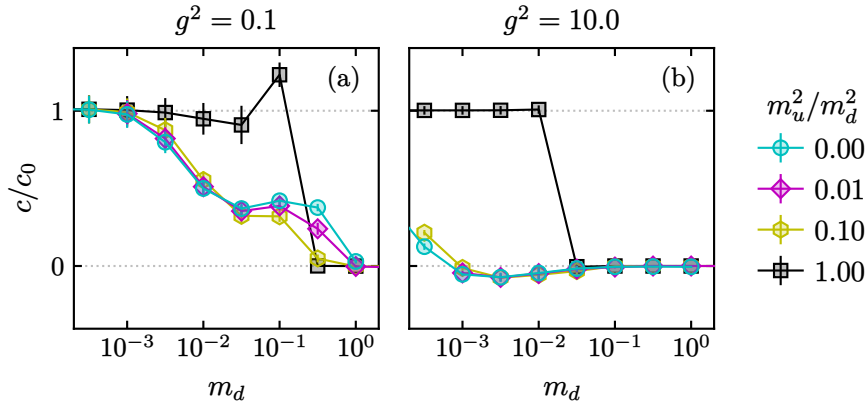 g² = 0.1
g² = 10.0
(a)
(b)
c/c₀
1
0
10⁻³ 10⁻² 10⁻¹ 10⁰
10⁻³ 10⁻² 10⁻¹ 10⁰
m_d
m_d
m_u²/m_d²
0.00
0.01
0.10
1.00